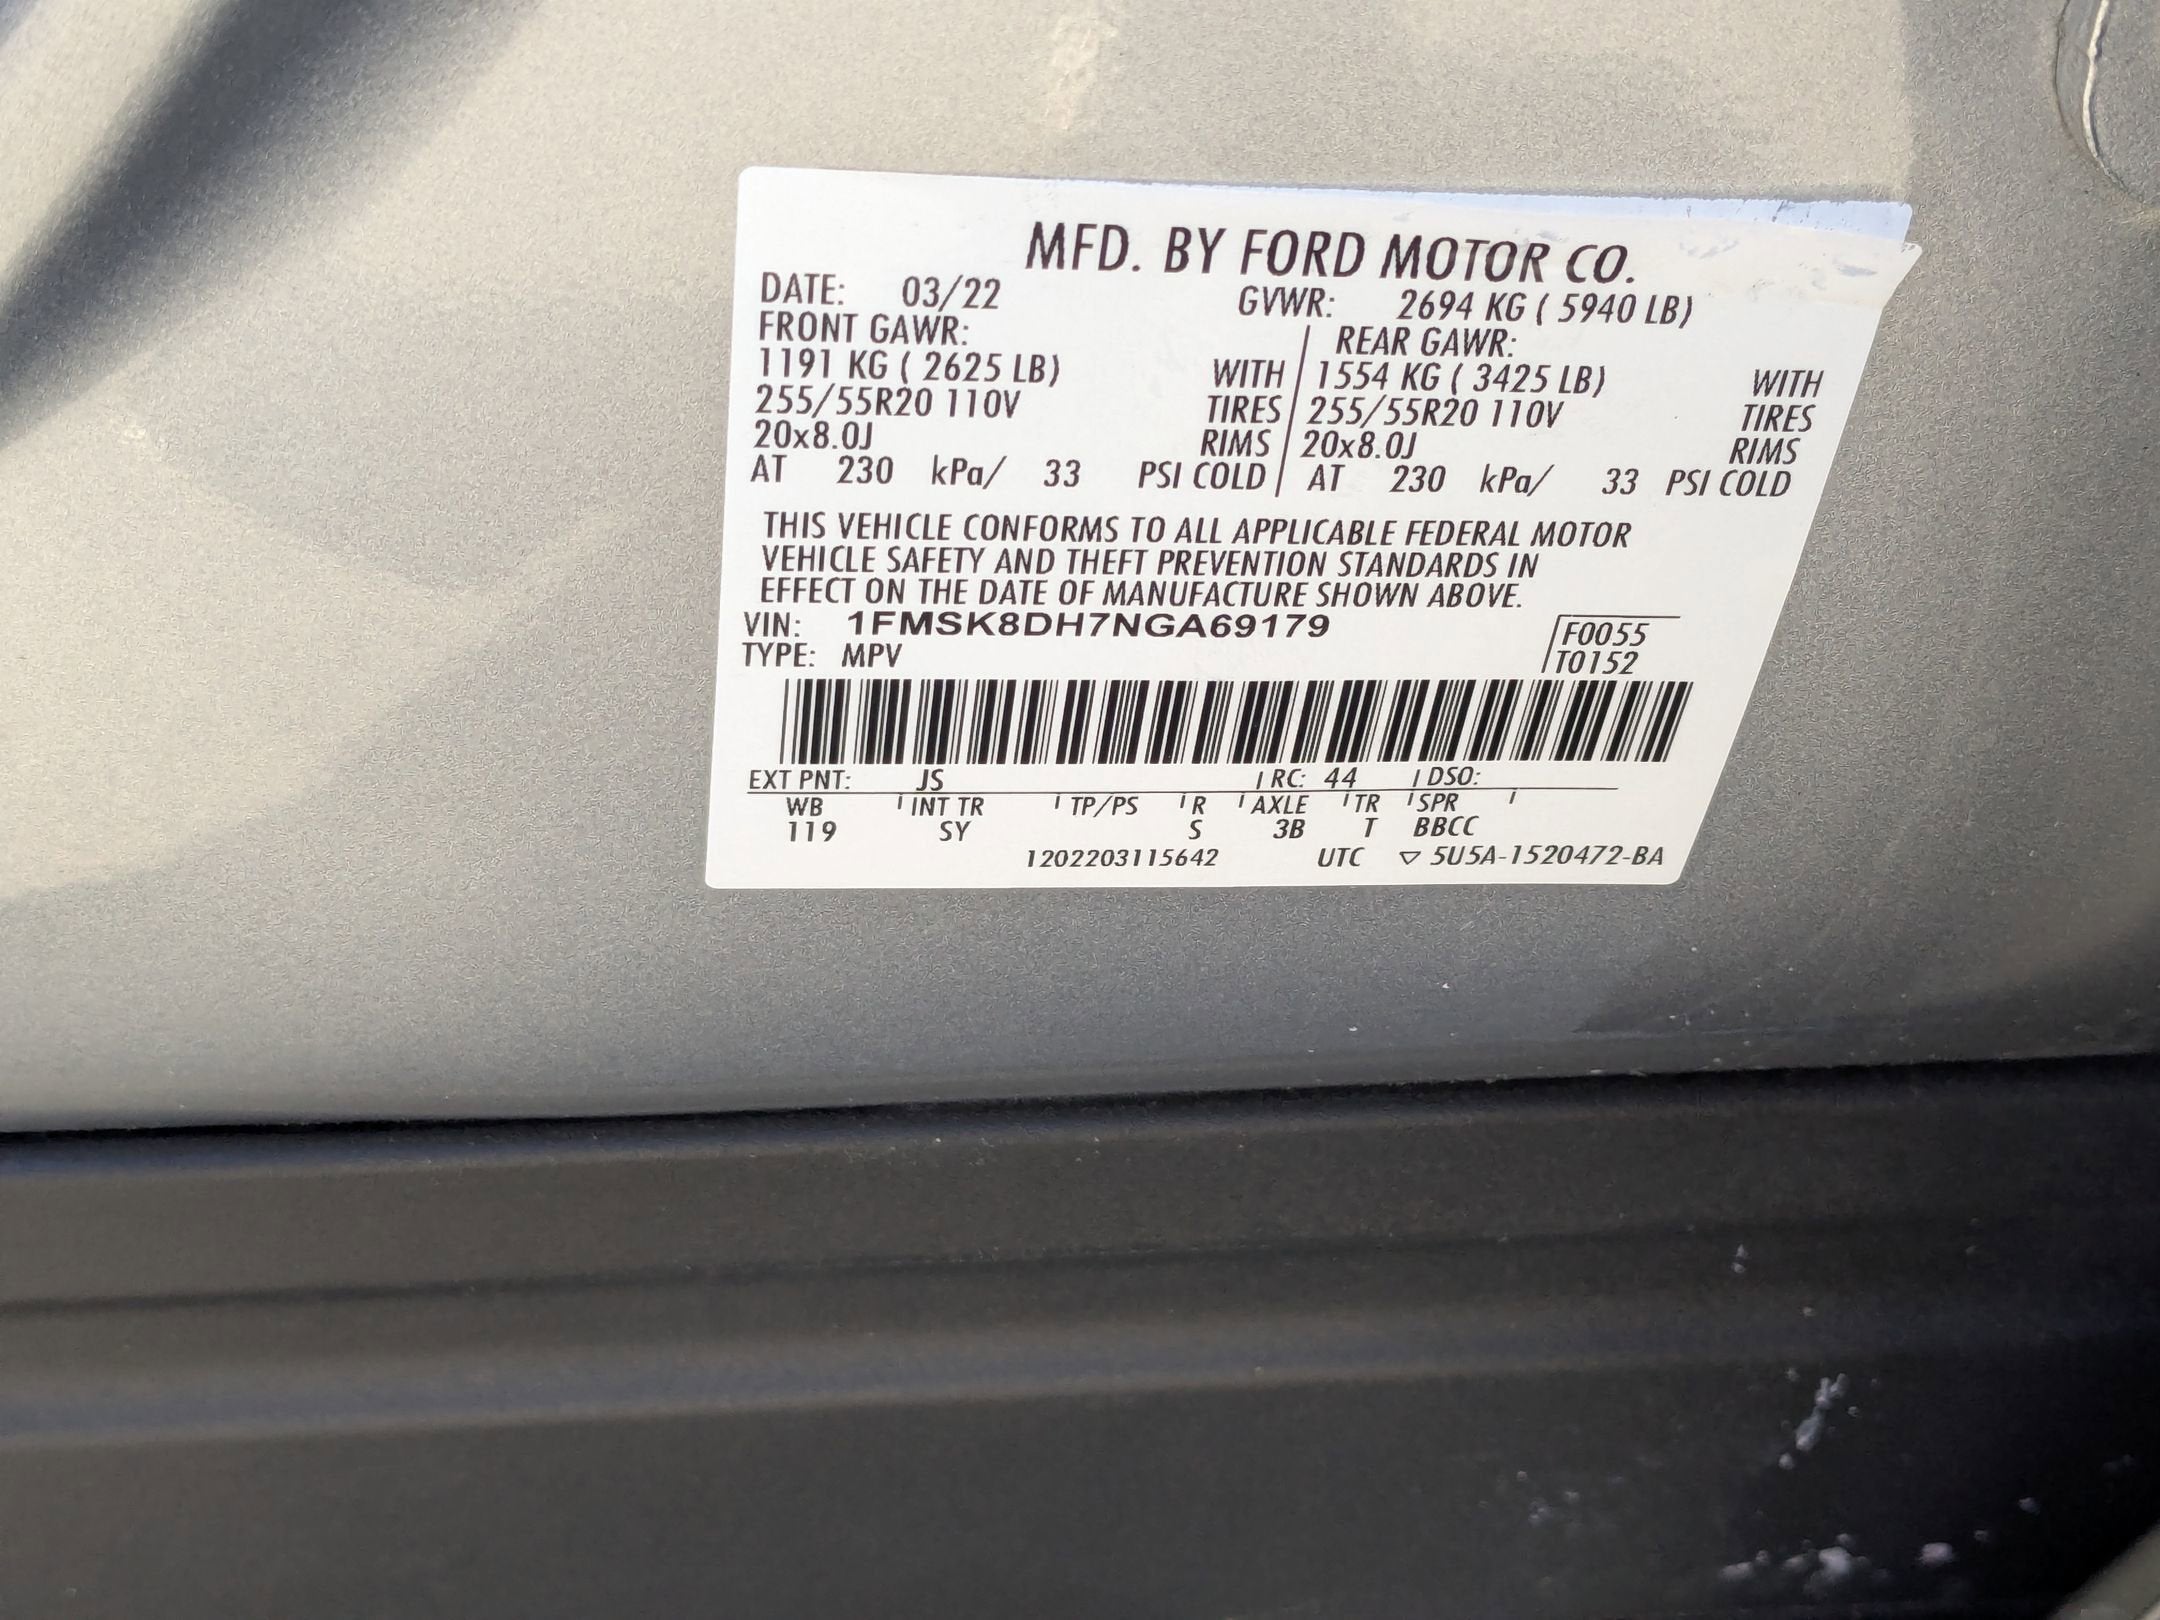 MFD. BY FORD MOTOR CO.
DATE: 03/22 GVWR: 2694 KG ( 5940 LB)
FRONT GAWR: REAR GAWR:
1191 KG ( 2625 LB) WITH 1554 KG ( 3425 LB) WITH
255/55R20 110V TIRES 255/55R20 110V TIRES
20x8.0J RIMS 20x8.0J RIMS
AT 230 kPa/ 33 PSI COLD AT 230 kPa/ 33 PSI COLD
THIS VEHICLE CONFORMS TO ALL APPLICABLE FEDERAL MOTOR
VEHICLE SAFETY AND THEFT PREVENTION STANDARDS IN
EFFECT ON THE DATE OF MANUFACTURE SHOWN ABOVE.
VIN: 1FMSK8DH7NGA69179 F0055
TYPE: MPV T0152
EXT PNT: JS RC: 44 DSO:
WB INT TR TP/PS R AXLE TR SPR
119 SY S 3B T BBCC
1202203115642 UTC ▽ 5U5A-1520472-BA